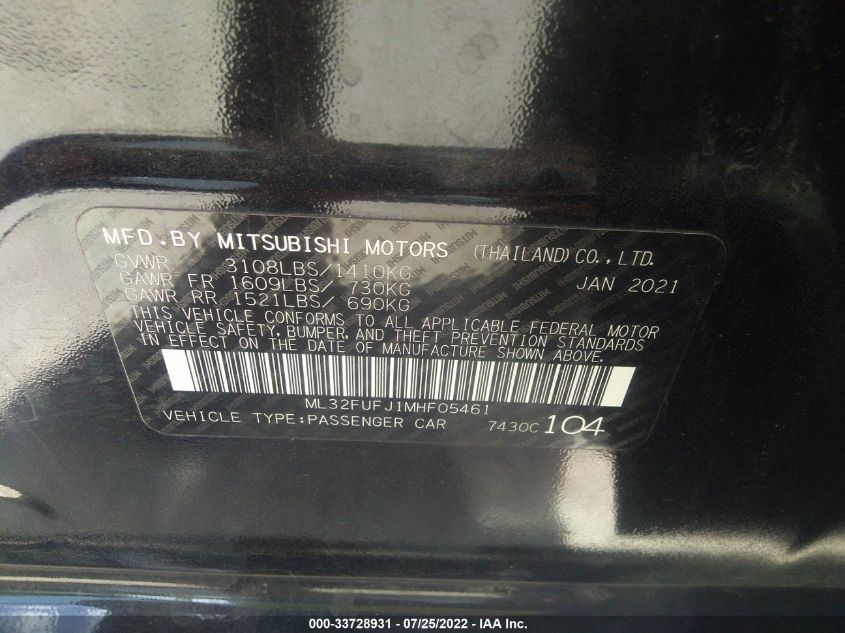 MFD.BY MITSUBISHI MOTORS (THAILAND)CO.,LTD.
GVWR 3108LBS/1410KG JAN 2021
GAWR FR 1609LBS/ 730KG
GAWR RR 1521LBS/ 690KG
THIS VEHICLE CONFORMS TO ALL APPLICABLE FEDERAL MOTOR
VEHICLE SAFETY, BUMPER, AND THEFT PREVENTION STANDARDS
IN EFFECT ON THE DATE OF MANUFACTURE SHOWN ABOVE.
ML32FUFJ1MHF05461
VEHICLE TYPE:PASSENGER CAR 7430C 104
000-33728931 - 07/25/2022 - IAA Inc.